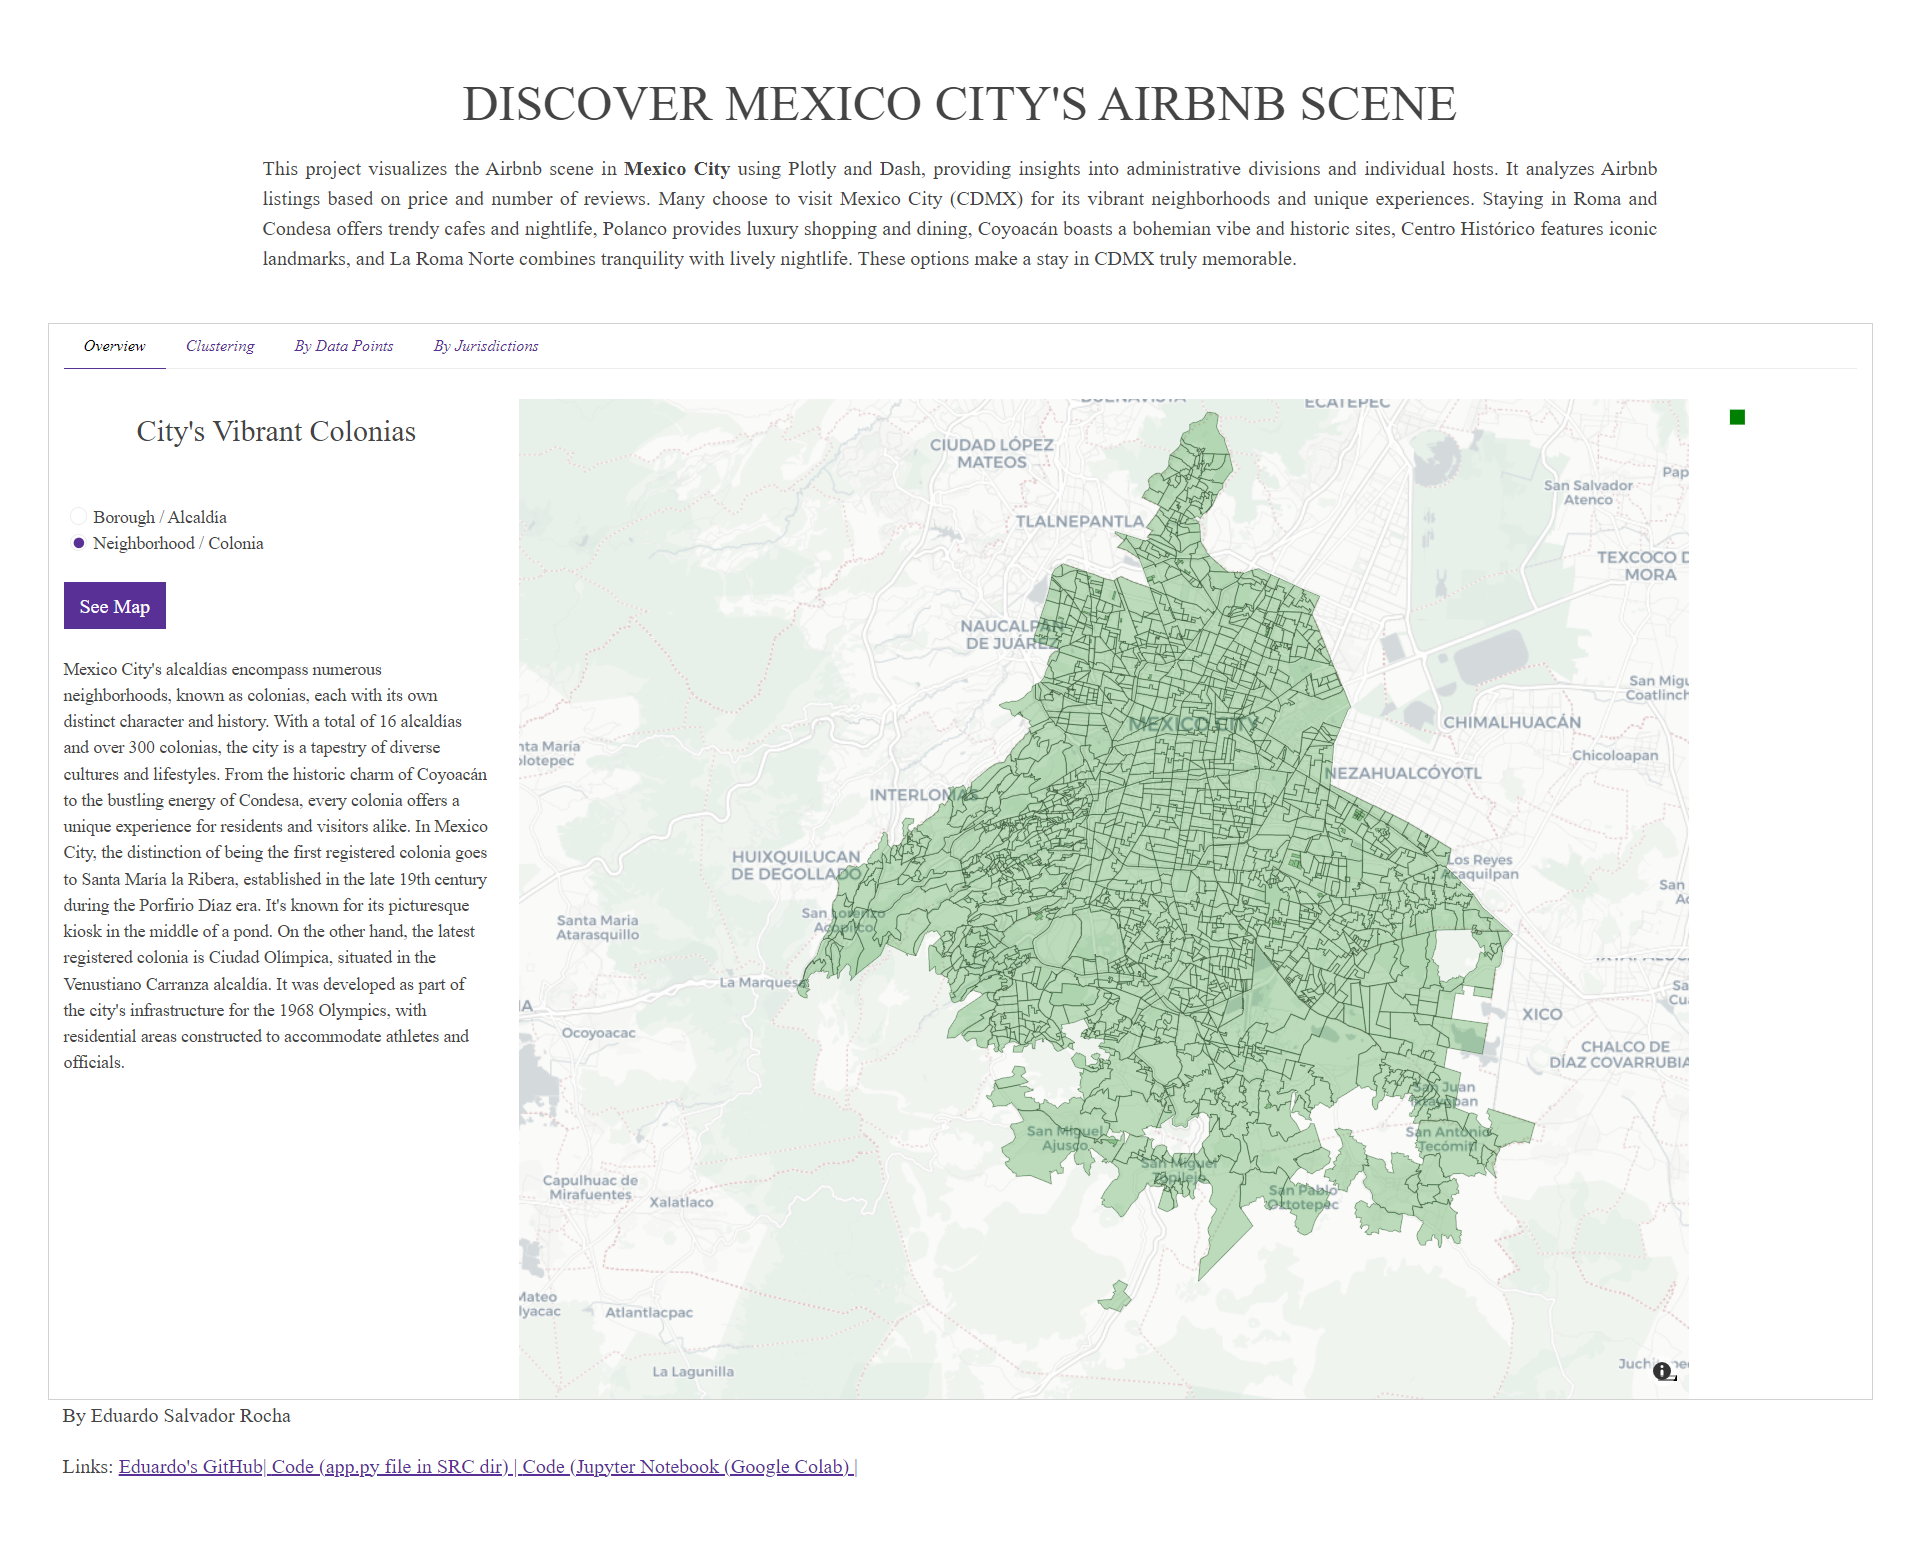 DISCOVER MEXICO CITY'S AIRBNB SCENE
This project visualizes the Airbnb scene in Mexico City using Plotly and Dash, providing insights into administrative divisions and individual hosts. It analyzes Airbnb
listings based on price and number of reviews. Many choose to visit Mexico City (CDMX) for its vibrant neighborhoods and unique experiences. Staying in Roma and
Condesa offers trendy cafes and nightlife, Polanco provides luxury shopping and dining, Coyoacán boasts a bohemian vibe and historic sites, Centro Histórico features iconic
landmarks, and La Roma Norte combines tranquility with lively nightlife. These options make a stay in CDMX truly memorable.
Overview Clustering By Data Points By Jurisdictions
City's Vibrant Colonias
Borough / Alcaldía
Neighborhood / Colonia
See Map
Mexico City's alcaldías encompass numerous
neighborhoods, known as colonias, each with its own
distinct character and history. With a total of 16 alcaldías
and over 300 colonias, the city is a tapestry of diverse
cultures and lifestyles. From the historic charm of Coyoacán
to the bustling energy of Condesa, every colonia offers a
unique experience for residents and visitors alike. In Mexico
City, the distinction of being the first registered colonia goes
to Santa María la Ribera, established in the late 19th century
during the Porfirio Díaz era. It's known for its picturesque
kiosk in the middle of a pond. On the other hand, the latest
registered colonia is Ciudad Olímpica, situated in the
Venustiano Carranza alcaldía. It was developed as part of
the city's infrastructure for the 1968 Olympics, with
residential areas constructed to accommodate athletes and
officials.
BUENAVISTA
ECATEPEC
CIUDAD LÓPEZ
MATEOS
Pap
San Salvador
Atenco
TLALNEPANTLA
TEXCOCO D
MORA
NAUCALPAN
DE JUÁREZ
San Migu
Coatlinch
MEXICO CITY
CHIMALHUACÁN
nta María
olotepec
Chicoloapan
NEZAHUALCÓYOTL
INTERLOMAS
HUIXQUILUCAN
DE DEGOLLADO
Los Reyes
Acaquilpan
San
A
San Lorenzo
Acopilco
Santa Maria
Atarasquillo
La Marquesa
Sa
Cu
XICO
Ocoyoacac
CHALCO DE
DÍAZ COVARRUBIA
San Juan
Ixtayopan
San Miguel
Ajusco
San Antonio
Tecómitl
San Miguel
Topilejo
Capulhuac de
Mirafuentes
Xalatlaco
San Pablo
Oztotepec
Mateo
lyacac
Atlantlacpac
La Lagunilla
By Eduardo Salvador Rocha
Links: Eduardo's GitHub| Code (app.py file in SRC dir) | Code (Jupyter Notebook (Google Colab) |